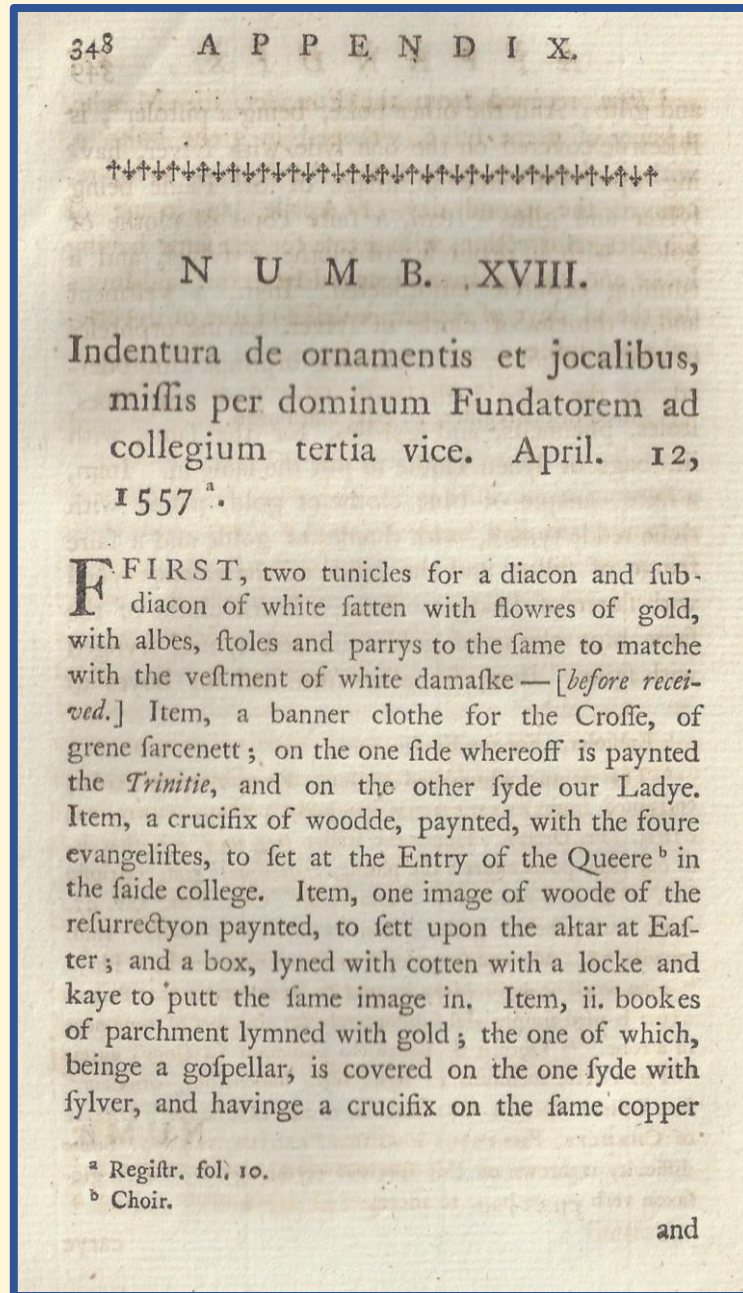 348 APPENDIX.
NUMB. XVIII.
Indentura de ornamentis et jocalibus,
miſſis per dominum Fundatorem ad
collegium tertia vice. April. 12,
1557 ª.
FFIRST, two tunicles for a diacon and ſub-
diacon of white ſatten with flowres of gold,
with albes, ſtoles and parrys to the ſame to matche
with the veſtment of white damaſke — [before recei-
ved.] Item, a banner clothe for the Croſſe, of
grene ſarcenett ; on the one ſide whereoff is paynted
the Trinitie, and on the other ſyde our Ladye.
Item, a crucifix of woodde, paynted, with the foure
evangeliſtes, to ſet at the Entry of the Queere ᵇ in
the ſaide college. Item, one image of woode of the
reſurrectyon paynted, to ſett upon the altar at Eaſ-
ter ; and a box, lyned with cotten with a locke and
kaye to putt the ſame image in. Item, ii. bookes
of parchment lymned with gold ; the one of which,
beinge a goſpellar, is covered on the one ſyde with
ſylver, and havinge a crucifix on the ſame copper
ª Regiſtr. fol. 10.
ᵇ Choir.
and